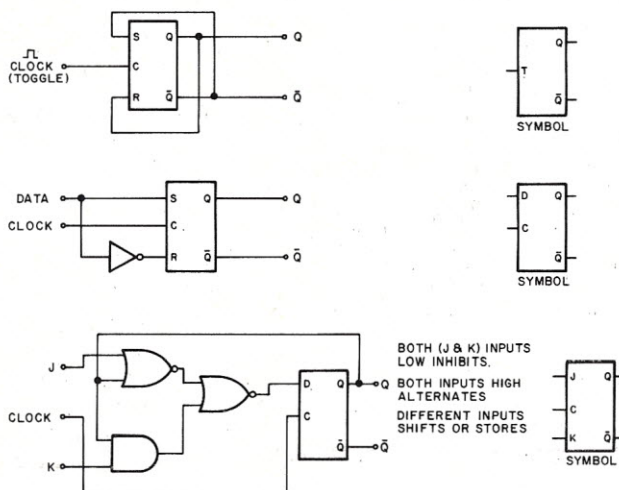 S Q Q Q
CLOCK
(TOGGLE)
C T
R Q̄ Q̄ Q̄
SYMBOL
DATA S Q Q D Q
CLOCK C C
R Q̄ Q̄ Q̄
SYMBOL
BOTH (J & K) INPUTS
LOW INHIBITS.
J D Q Q J Q
BOTH INPUTS HIGH
ALTERNATES
CLOCK C C
DIFFERENT INPUTS
SHIFTS OR STORES
K Q̄ Q̄ K Q̄
SYMBOL